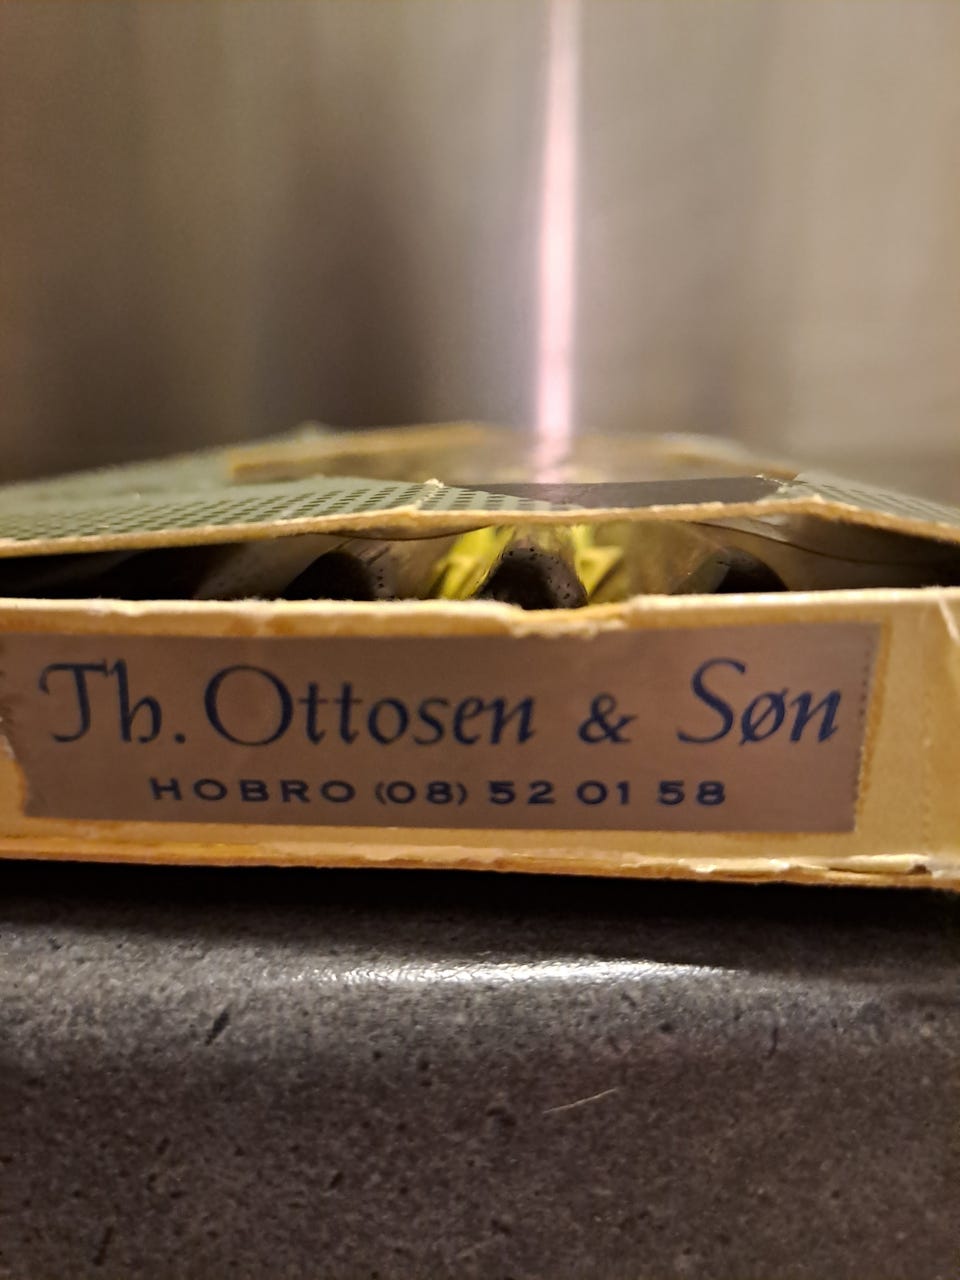 Th. Ottosen & Søn
HOBRO (08) 52 01 58